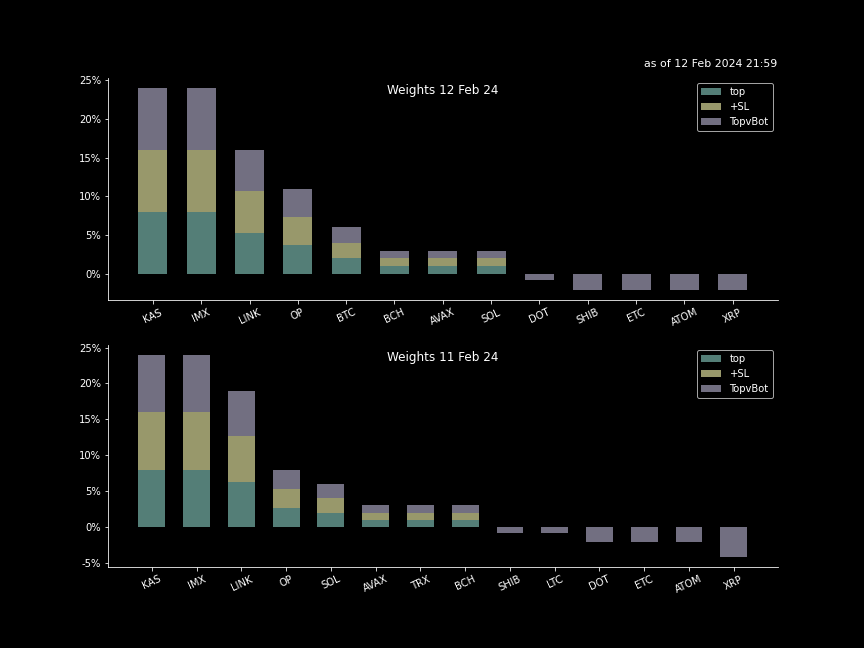 as of 12 Feb 2024 21:59
Weights 12 Feb 24
25%
20%
15%
10%
5%
0%
top
+SL
TopvBot
KAS IMX LINK OP BTC BCH AVAX SOL DOT SHIB ETC ATOM XRP
Weights 11 Feb 24
25%
20%
15%
10%
5%
0%
-5%
top
+SL
TopvBot
KAS IMX LINK OP SOL AVAX TRX BCH SHIB LTC DOT ETC ATOM XRP